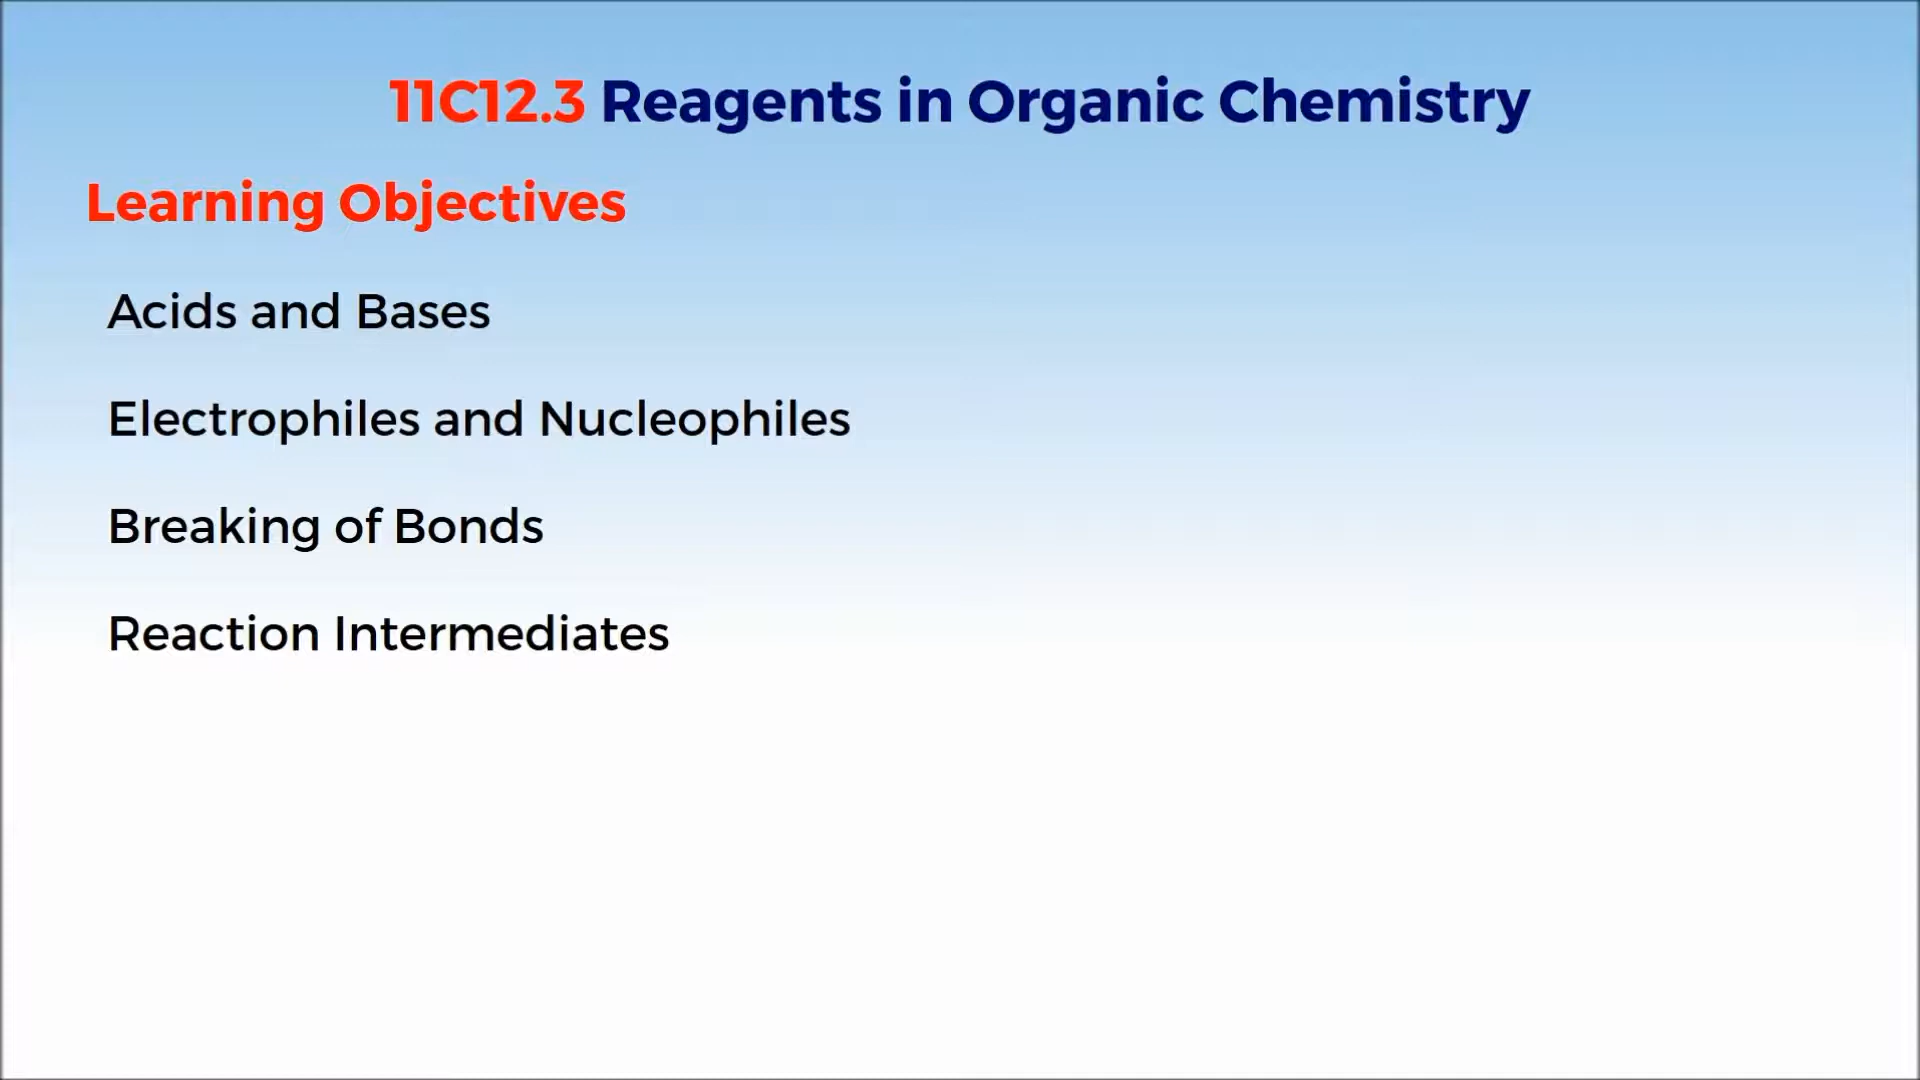 11C12.3 Reagents in Organic Chemistry
Learning Objectives
Acids and Bases
Electrophiles and Nucleophiles
Breaking of Bonds
Reaction Intermediates